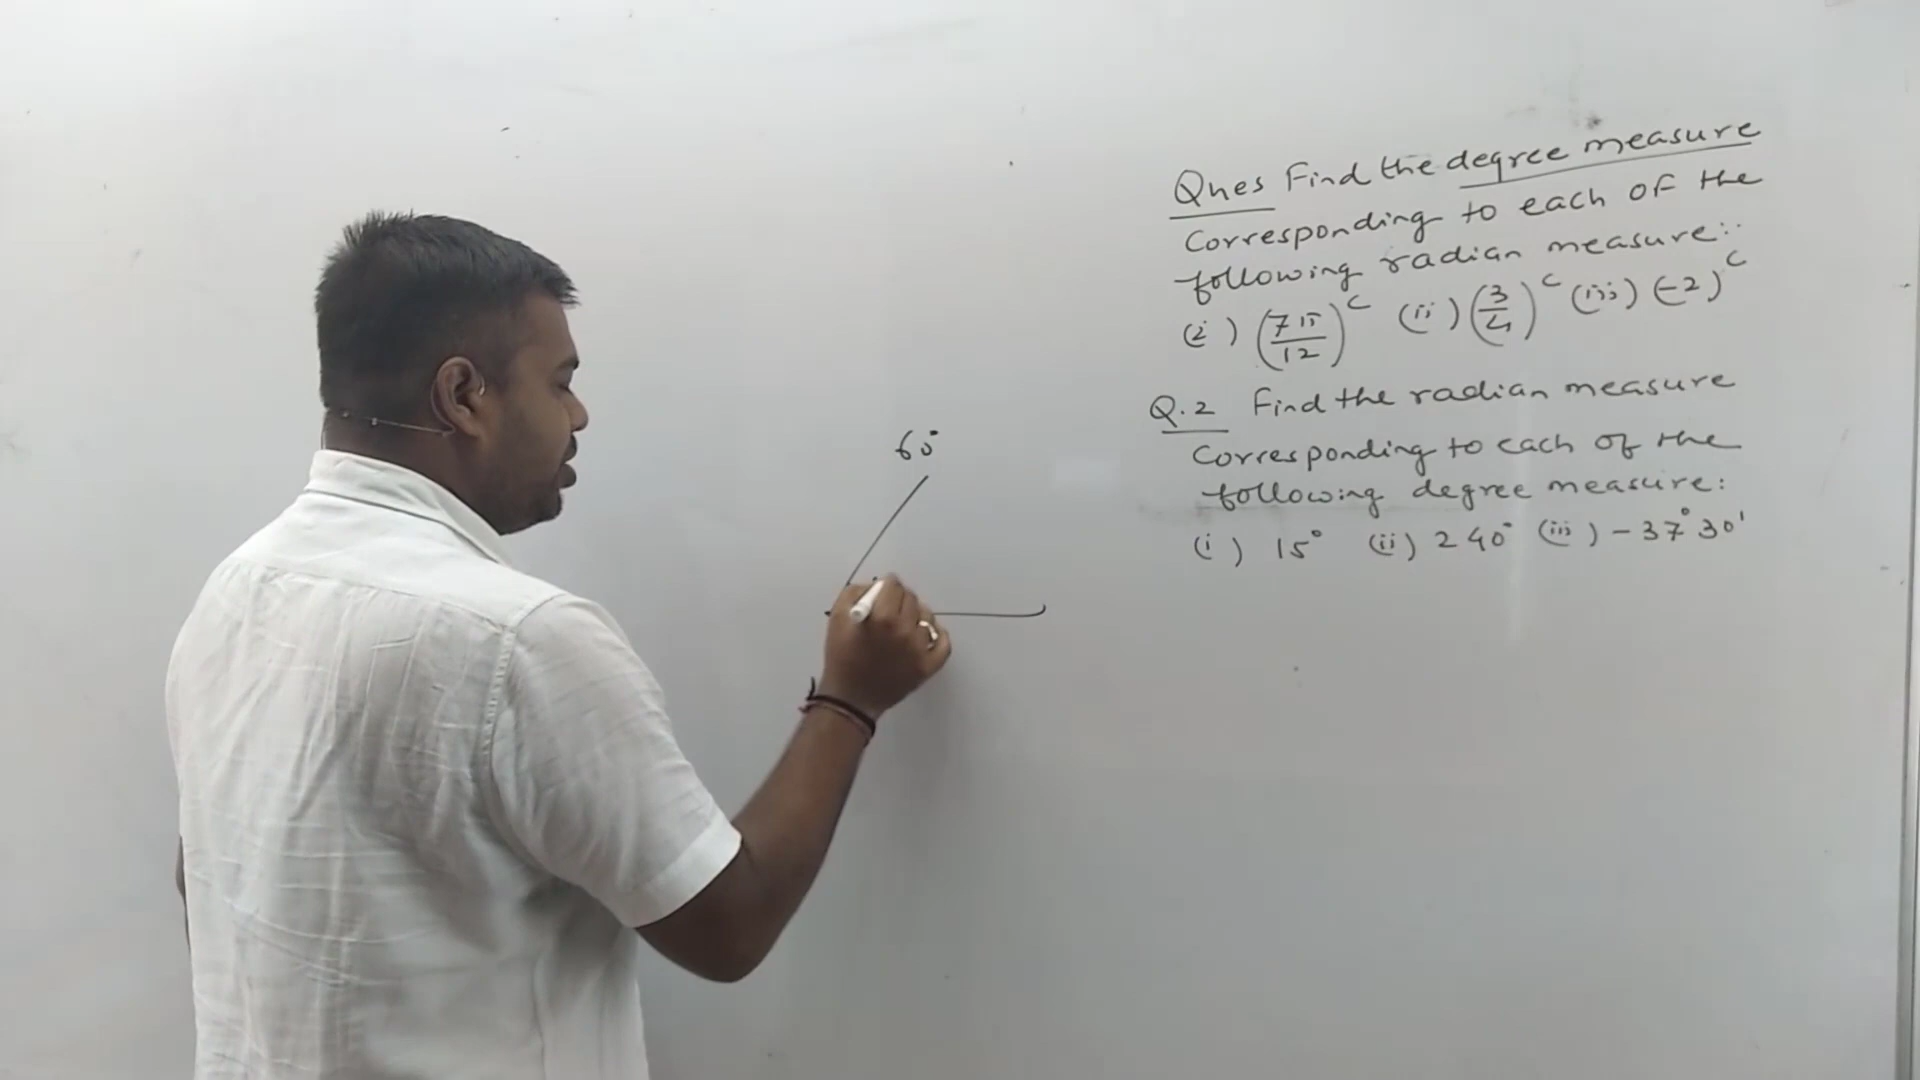 Ques Find the degree measure
Corresponding to each of the
following radian measure:
(i) (7π/12)ᶜ (ii) (3/4)ᶜ (iii) (-2)ᶜ
Q.2 Find the radian measure
Corresponding to each of the
following degree measure:
(i) 15° (ii) 240° (iii) -37°30'
60°